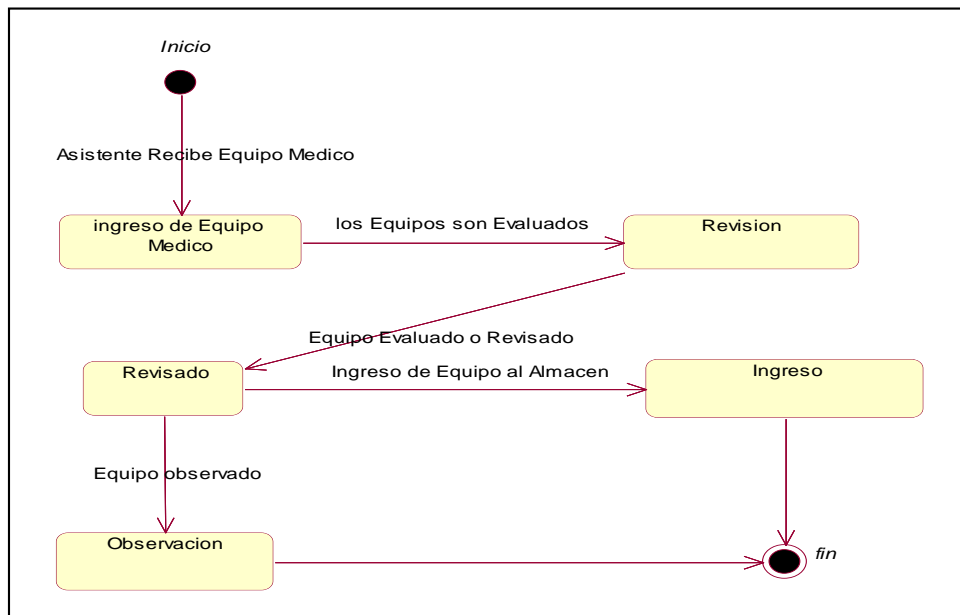 Inicio
Asistente Recibe Equipo Medico
ingreso de Equipo
Medico
los Equipos son Evaluados
Revision
Equipo Evaluado o Revisado
Revisado
Ingreso de Equipo al Almacen
Ingreso
Equipo observado
Observacion
fin